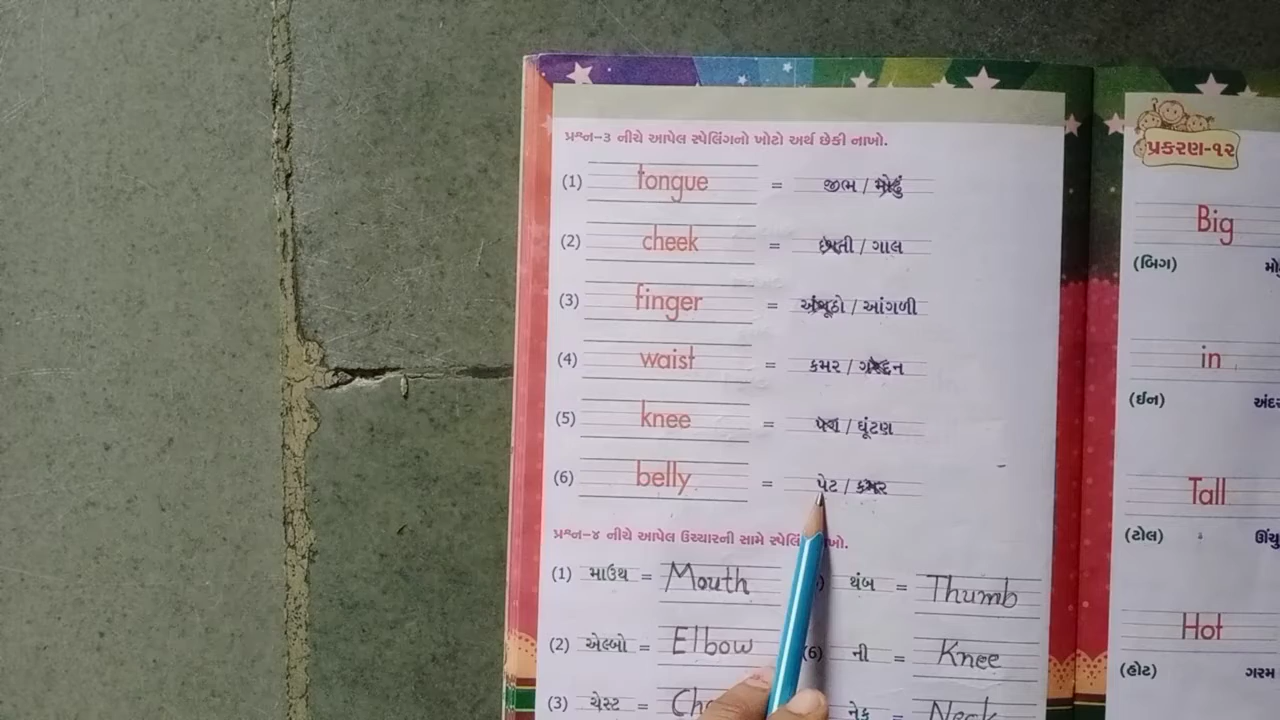 પ્રશ્ન-૩ નીચે આપેલ સ્પેલિંગનો ખોટો અર્થ છેકી નાખો.
(1) tongue = જીભ / મોઢું
(2) cheek = છાતી / ગાલ
(3) finger = અંગૂઠો / આંગળી
(4) waist = કમર / ગરદન
(5) knee = / ઘૂંટણ
(6) belly = પેટ / કમર
પ્રશ્ન-૪ નીચે આપેલ ઉચ્ચારની સામે
(1) માઉથ = Mouth થંબ = Thumb
(2) એલ્બો = Elbow (6) ની = Knee
(3) ચેસ્ટ = નેક = Neck
પ્રકરણ-૧૨
Big
(બિગ)
in
(ઈન)
Tall
(ટોલ)
Hot
(હોટ) ગરમ